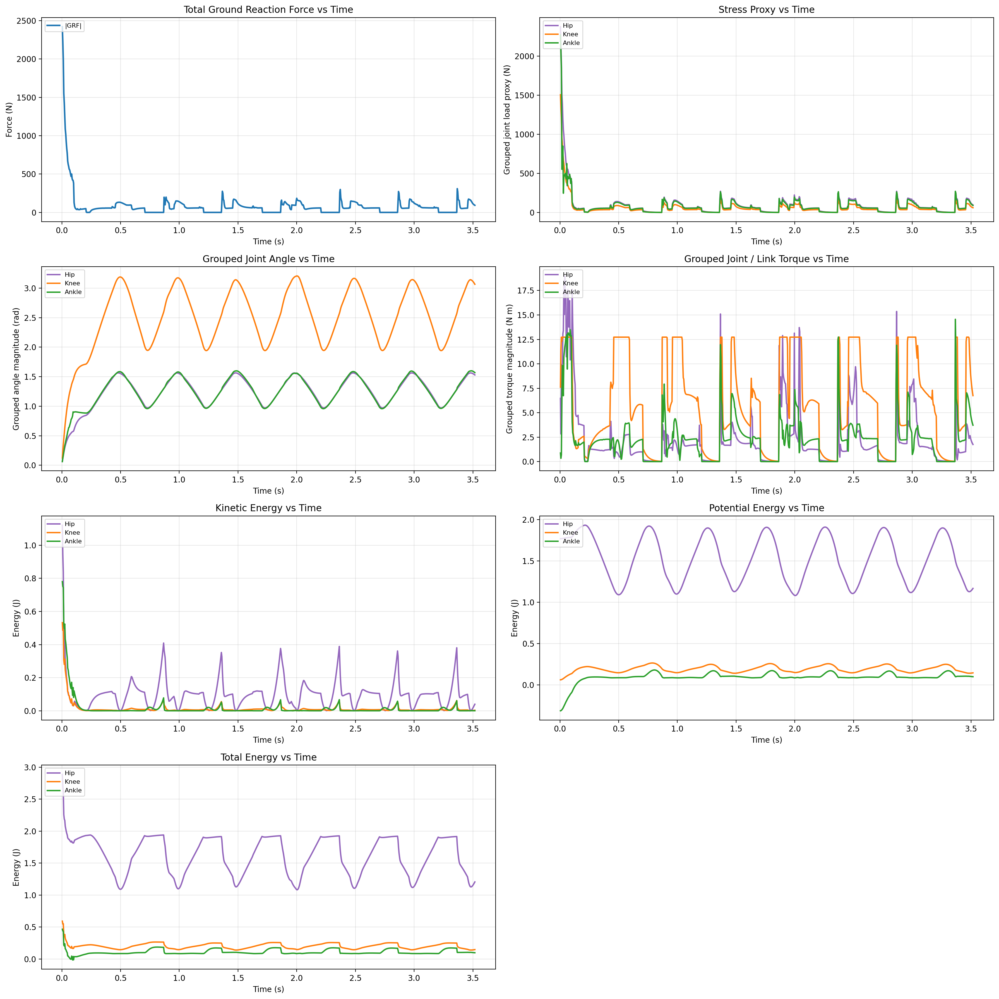 Total Ground Reaction Force vs Time
|GRF|
Force (N)
2500
2000
1500
1000
500
0
0.0 0.5 1.0 1.5 2.0 2.5 3.0 3.5
Time (s)
Stress Proxy vs Time
Hip
Knee
Ankle
Grouped joint load proxy (N)
2000
1500
1000
500
0
0.0 0.5 1.0 1.5 2.0 2.5 3.0 3.5
Time (s)
Grouped Joint Angle vs Time
Hip
Knee
Ankle
Grouped angle magnitude (rad)
3.0
2.5
2.0
1.5
1.0
0.5
0.0
0.0 0.5 1.0 1.5 2.0 2.5 3.0 3.5
Time (s)
Grouped Joint / Link Torque vs Time
Hip
Knee
Ankle
Grouped torque magnitude (N m)
17.5
15.0
12.5
10.0
7.5
5.0
2.5
0.0
0.0 0.5 1.0 1.5 2.0 2.5 3.0 3.5
Time (s)
Kinetic Energy vs Time
Hip
Knee
Ankle
Energy (J)
1.0
0.8
0.6
0.4
0.2
0.0
0.0 0.5 1.0 1.5 2.0 2.5 3.0 3.5
Time (s)
Potential Energy vs Time
Hip
Knee
Ankle
Energy (J)
2.0
1.5
1.0
0.5
0.0
0.0 0.5 1.0 1.5 2.0 2.5 3.0 3.5
Time (s)
Total Energy vs Time
Hip
Knee
Ankle
Energy (J)
3.0
2.5
2.0
1.5
1.0
0.5
0.0
0.0 0.5 1.0 1.5 2.0 2.5 3.0 3.5
Time (s)